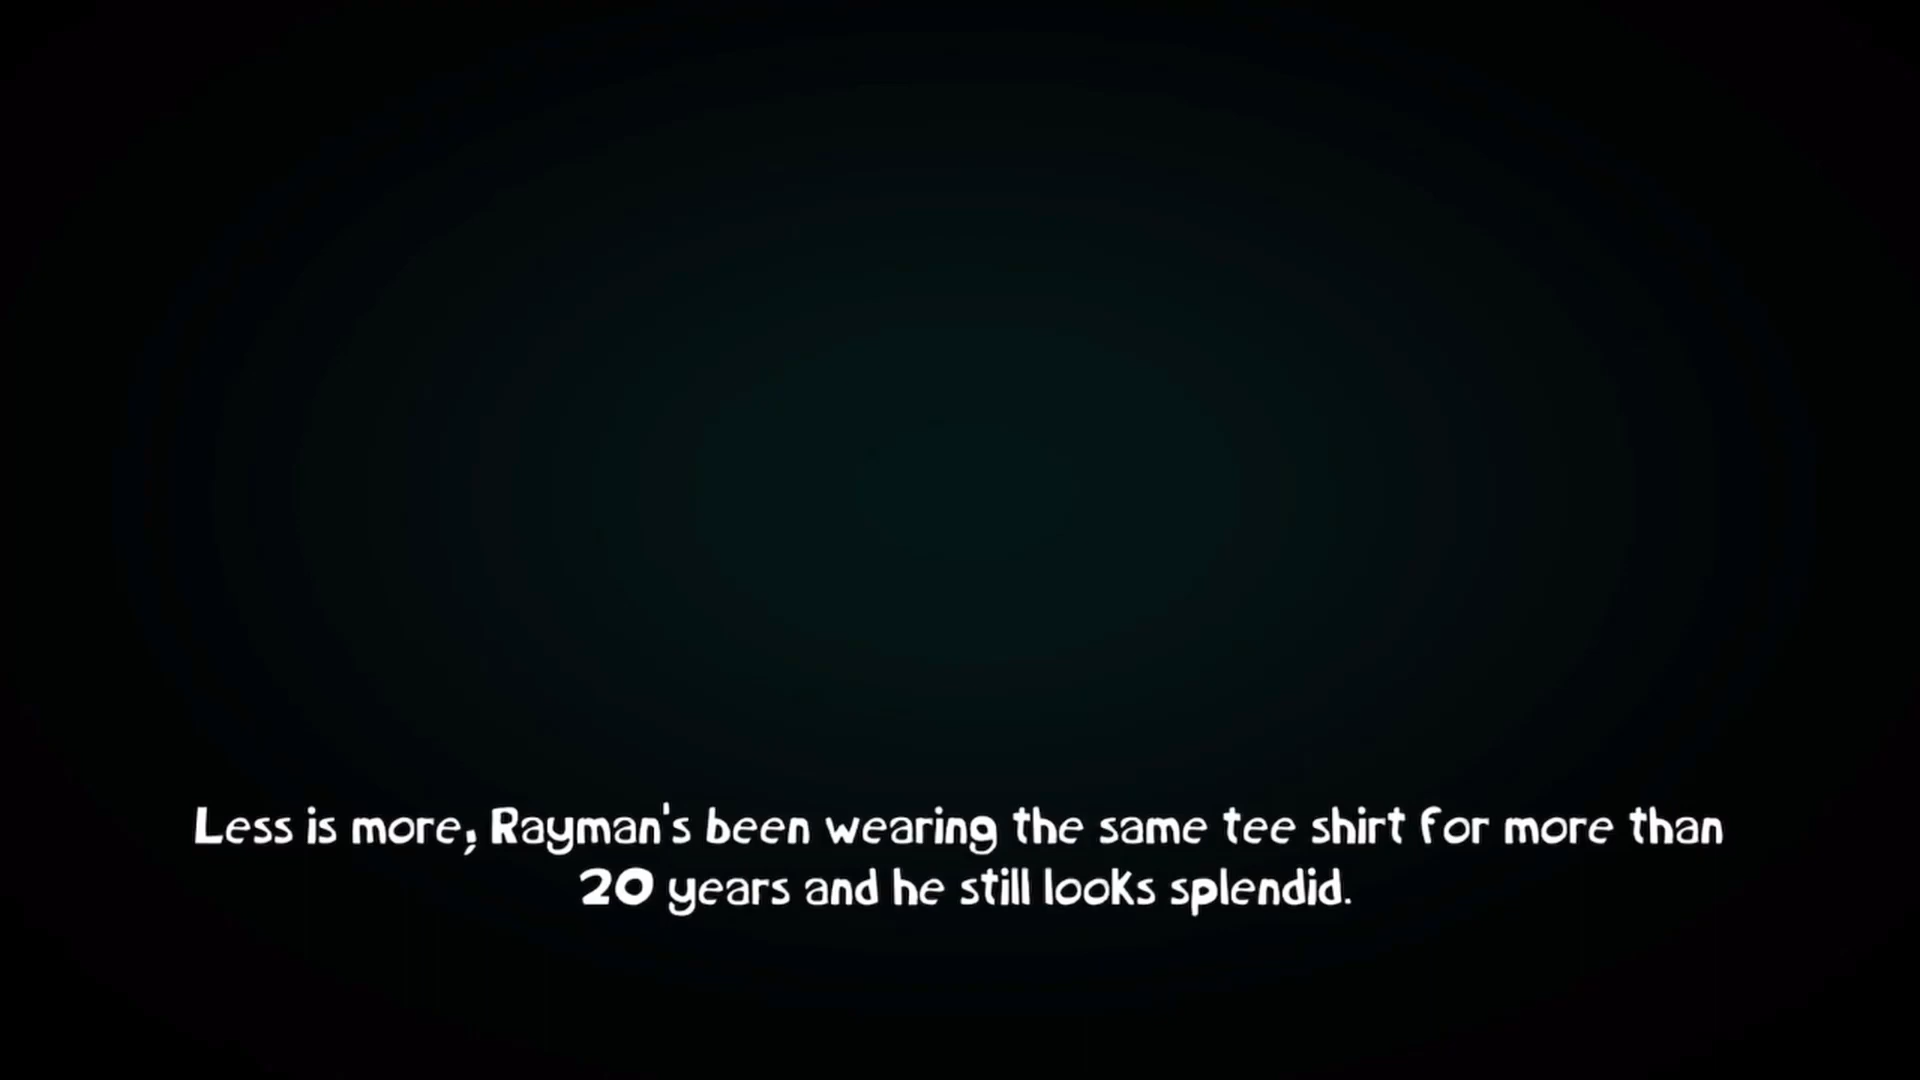 Less is more, Rayman's been wearing the same tee shirt for more than
20 years and he still looks splendid.